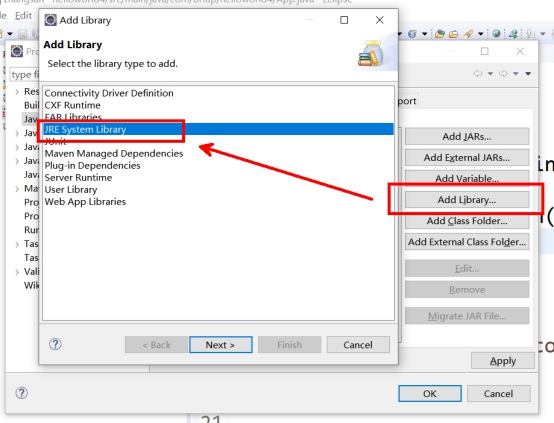 Edit
Add Library
Add Library
Select the library type to add.
Connectivity Driver Definition
CXF Runtime
EAR Libraries
JRE System Library
JUnit
Maven Managed Dependencies
Plug-in Dependencies
Server Runtime
User Library
Web App Libraries
< Back
Next >
Finish
Cancel
type fi
> Res
Buil
Jav
> Jav
> Java
> Java
Java
> Ma
Pro
Pro
Run
> Tas
Tas
> Vali
Wik
port
Add JARs...
Add External JARs...
Add Variable...
Add Library...
Add Class Folder...
Add External Class Folder...
Edit...
Remove
Migrate JAR File...
Apply
OK
Cancel
21